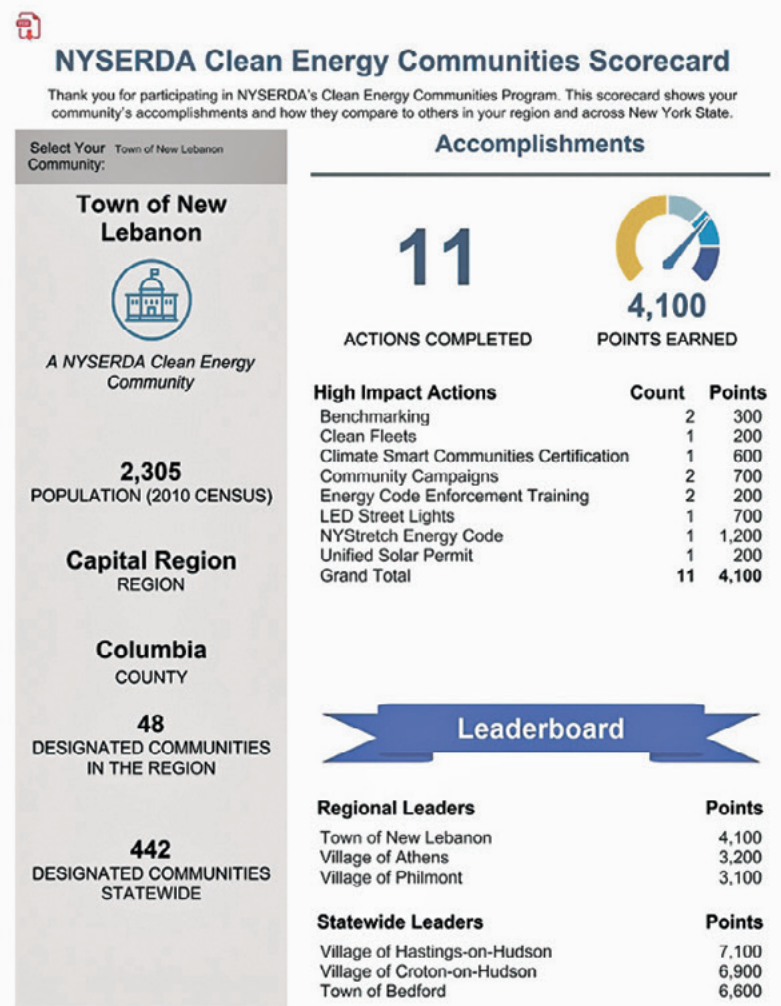 NYSERDA Clean Energy Communities Scorecard
Thank you for participating in NYSERDA's Clean Energy Communities Program. This scorecard shows your
community's accomplishments and how they compare to others in your region and across New York State.
Select Your Town of New Lebanon
Community:
Town of New
Lebanon
A NYSERDA Clean Energy
Community
2,305
POPULATION (2010 CENSUS)
Capital Region
REGION
Columbia
COUNTY
48
DESIGNATED COMMUNITIES
IN THE REGION
442
DESIGNATED COMMUNITIES
STATEWIDE
Accomplishments
11
ACTIONS COMPLETED
4,100
POINTS EARNED
High Impact Actions Count Points
Benchmarking 2 300
Clean Fleets 1 200
Climate Smart Communities Certification 1 600
Community Campaigns 2 700
Energy Code Enforcement Training 2 200
LED Street Lights 1 700
NYStretch Energy Code 1 1,200
Unified Solar Permit 1 200
Grand Total 11 4,100
Leaderboard
Regional Leaders Points
Town of New Lebanon 4,100
Village of Athens 3,200
Village of Philmont 3,100
Statewide Leaders Points
Village of Hastings-on-Hudson 7,100
Village of Croton-on-Hudson 6,900
Town of Bedford 6,600